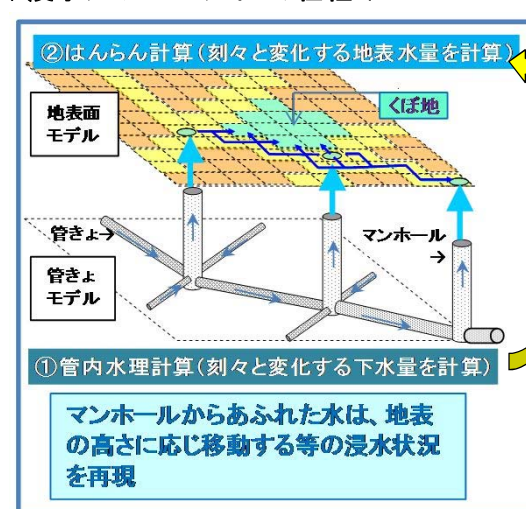 ②はんらん計算(刻々と変化する地表水量を計算)
地表面
モデル
くぼ地
管きょ→
マンホール
→
管きょ
モデル
①管内水理計算(刻々と変化する下水量を計算)
マンホールからあふれた水は、地表
の高さに応じ移動する等の浸水状況
を再現